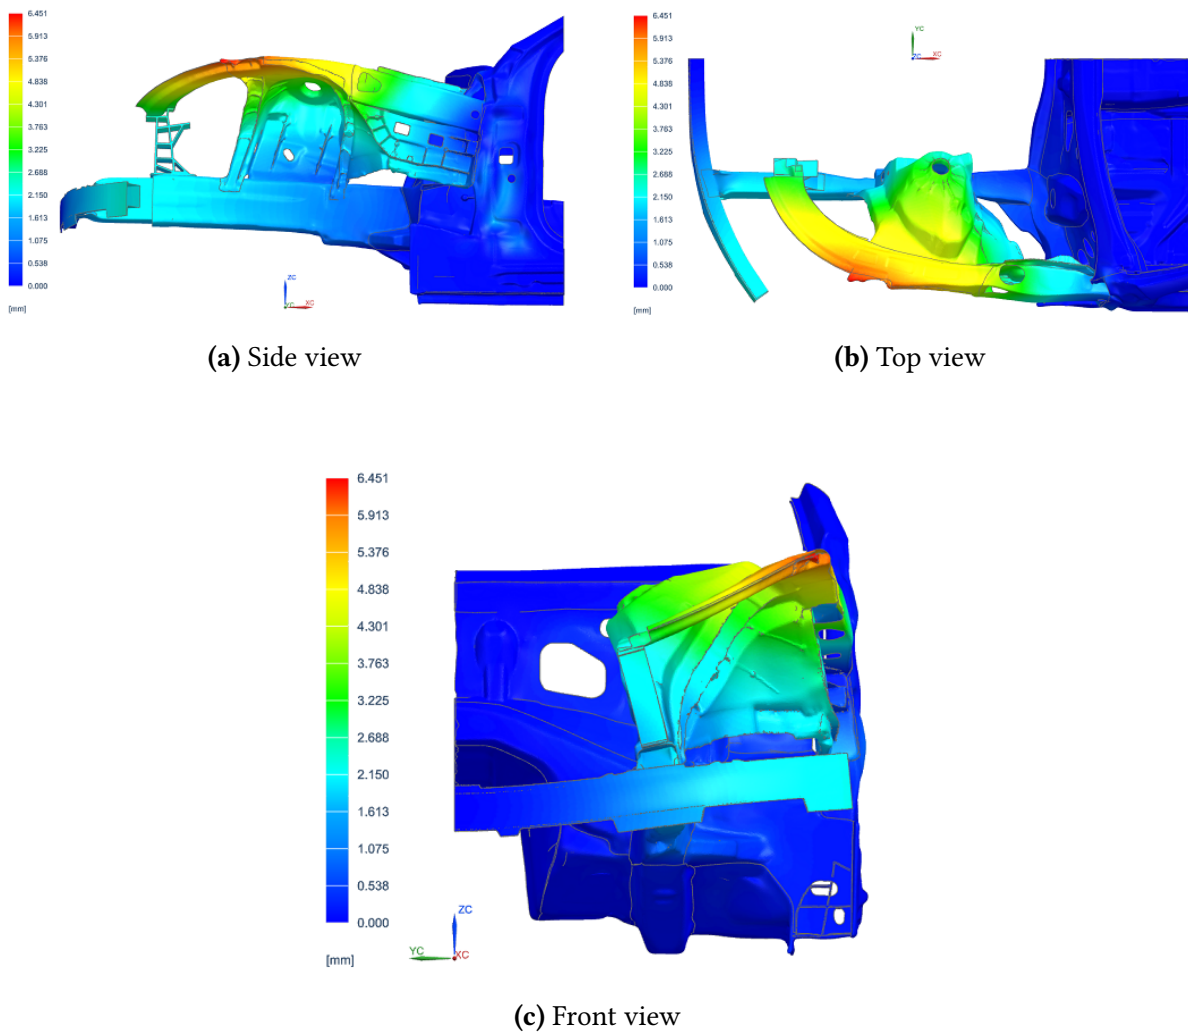 6.451
5.913
5.376
4.838
4.301
3.763
3.225
2.688
2.150
1.613
1.075
0.538
0.000
[mm]
ZC
YC
XC
(a) Side view
6.451
5.913
5.376
4.838
4.301
3.763
3.225
2.688
2.150
1.613
1.075
0.538
0.000
[mm]
YC
ZC
XC
(b) Top view
6.451
5.913
5.376
4.838
4.301
3.763
3.225
2.688
2.150
1.613
1.075
0.538
0.000
[mm]
ZC
YC
XC
(c) Front view